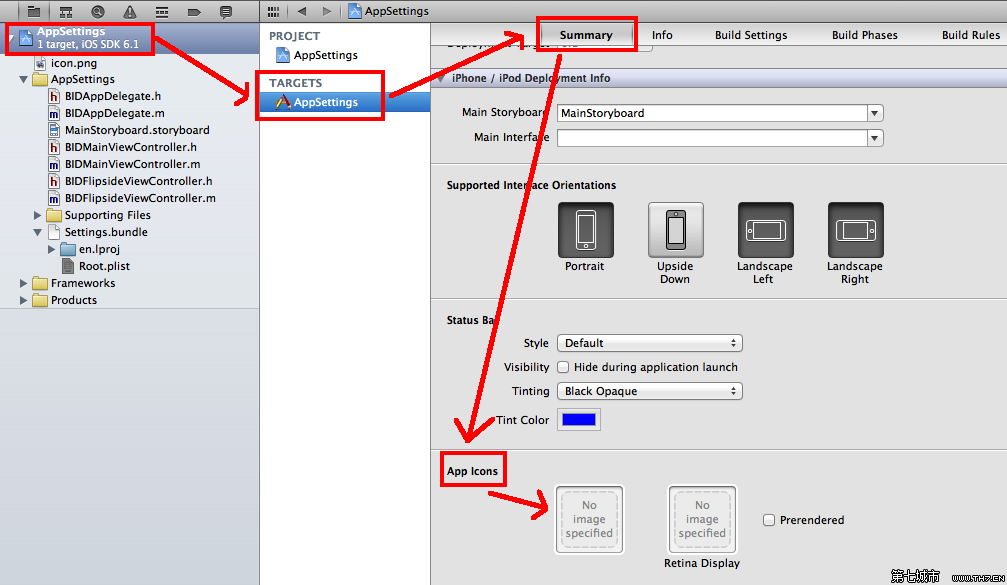 AppSettings
AppSettings
1 target, iOS SDK 6.1
icon.png
AppSettings
BIDAppDelegate.h
BIDAppDelegate.m
MainStoryboard.storyboard
BIDMainViewController.h
BIDMainViewController.m
BIDFlipsideViewController.h
BIDFlipsideViewController.m
Supporting Files
Settings.bundle
en.lproj
Root.plist
Frameworks
Products
PROJECT
AppSettings
TARGETS
AppSettings
Summary Info Build Settings Build Phases Build Rules
iPhone / iPod Deployment Info
Main Storyboard MainStoryboard
Main Interface
Supported Interface Orientations
Portrait
Upside
Down
Landscape
Left
Landscape
Right
Status Ba
Style Default
Visibility Hide during application launch
Tinting Black Opaque
Tint Color
App Icons
No
image
specified
No
image
specified
Prerendered
Retina Display
第七城市 WWW.TH7.CN